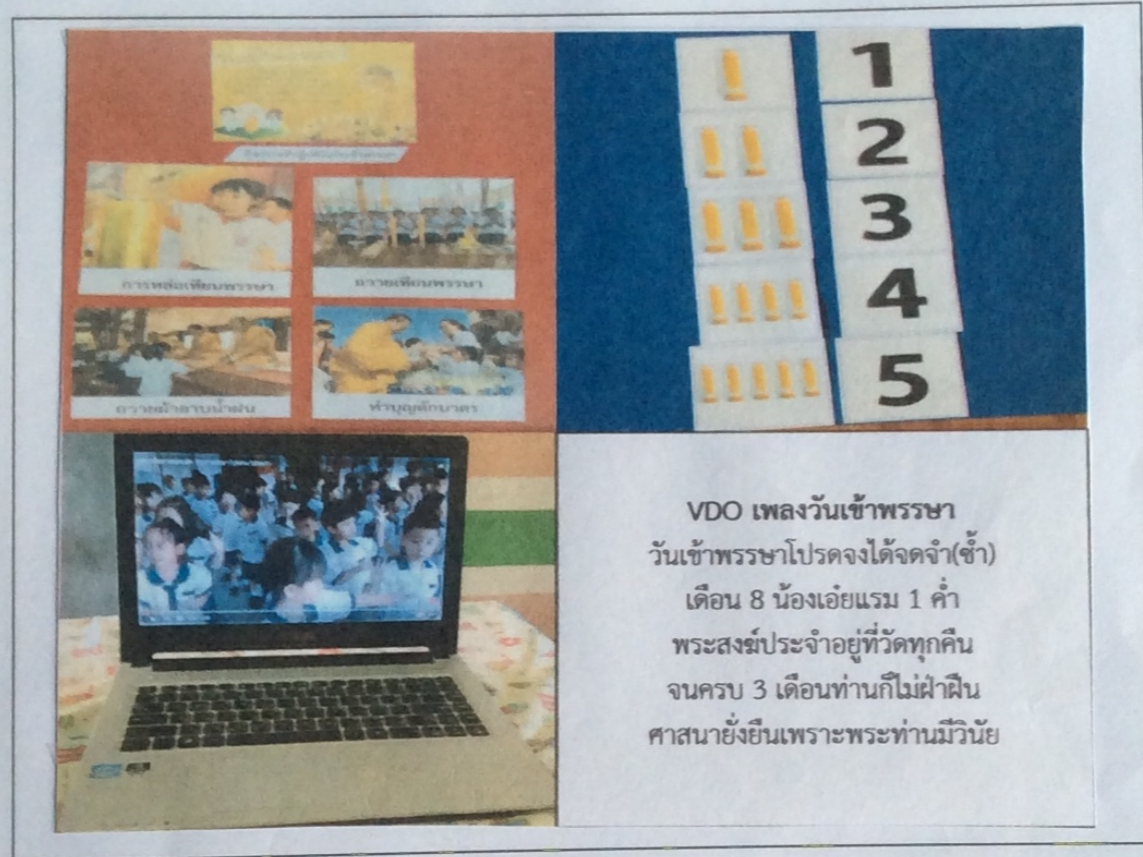 การหล่อเทียนพรรษา
ถวายเทียนพรรษา
ถวายผ้าอาบน้ำฝน
ทำบุญตักบาตร
1
2
3
4
5
VDO เพลงวันเข้าพรรษา
วันเข้าพรรษาโปรดจงได้จดจำ(ซ้ำ)
เดือน 8 น้องเอ๋ยแรม 1 ค่ำ
พระสงฆ์ประจำอยู่ที่วัดทุกคืน
จนครบ 3 เดือนท่านก็ไม่ฝ่าฝืน
ศาสนายั่งยืนเพราะพระท่านมีวินัย